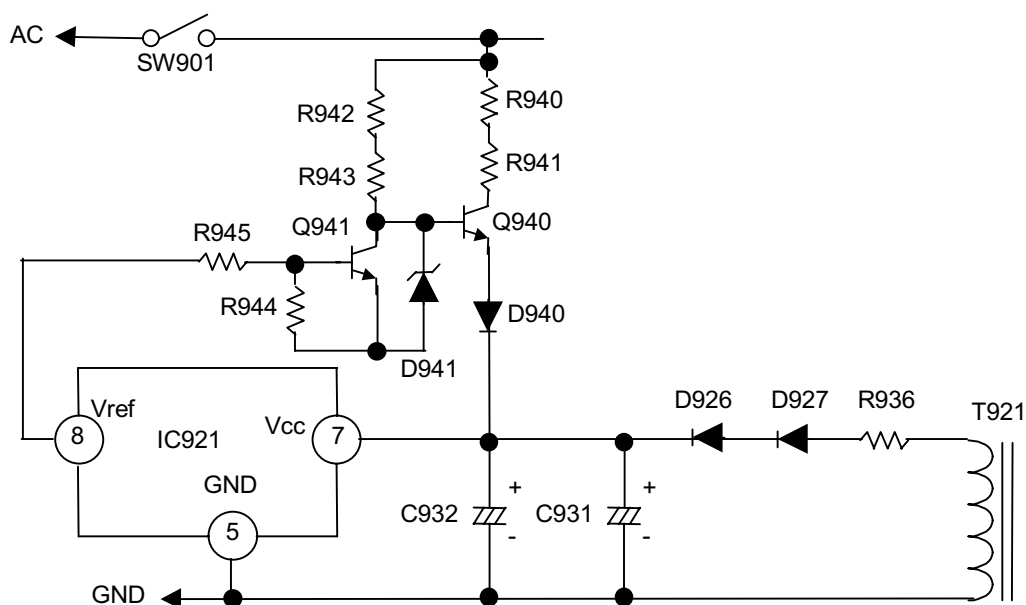 AC
SW901
R942
R940
R943
R941
Q941
Q940
R945
R944
D940
D941
Vref
8
IC921
Vcc
7
D926
D927
R936
T921
GND
5
C932
+
-
C931
+
-
GND